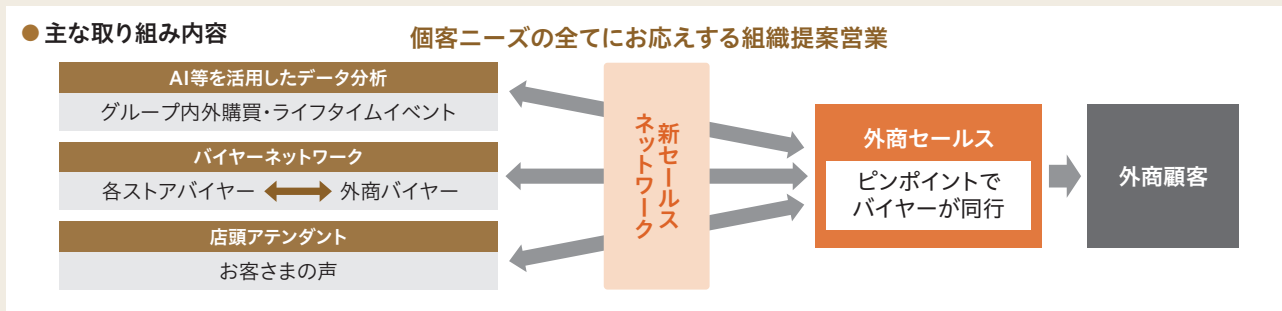 ● 主な取り組み内容
個客ニーズの全てにお応えする組織提案営業
AI等を活用したデータ分析
グループ内外購買・ライフタイムイベント
バイヤーネットワーク
各ストアバイヤー 外商バイヤー
店頭アテンダント
お客さまの声
新セールス
ネットワーク
外商セールス
ピンポイントで
バイヤーが同行
外商顧客